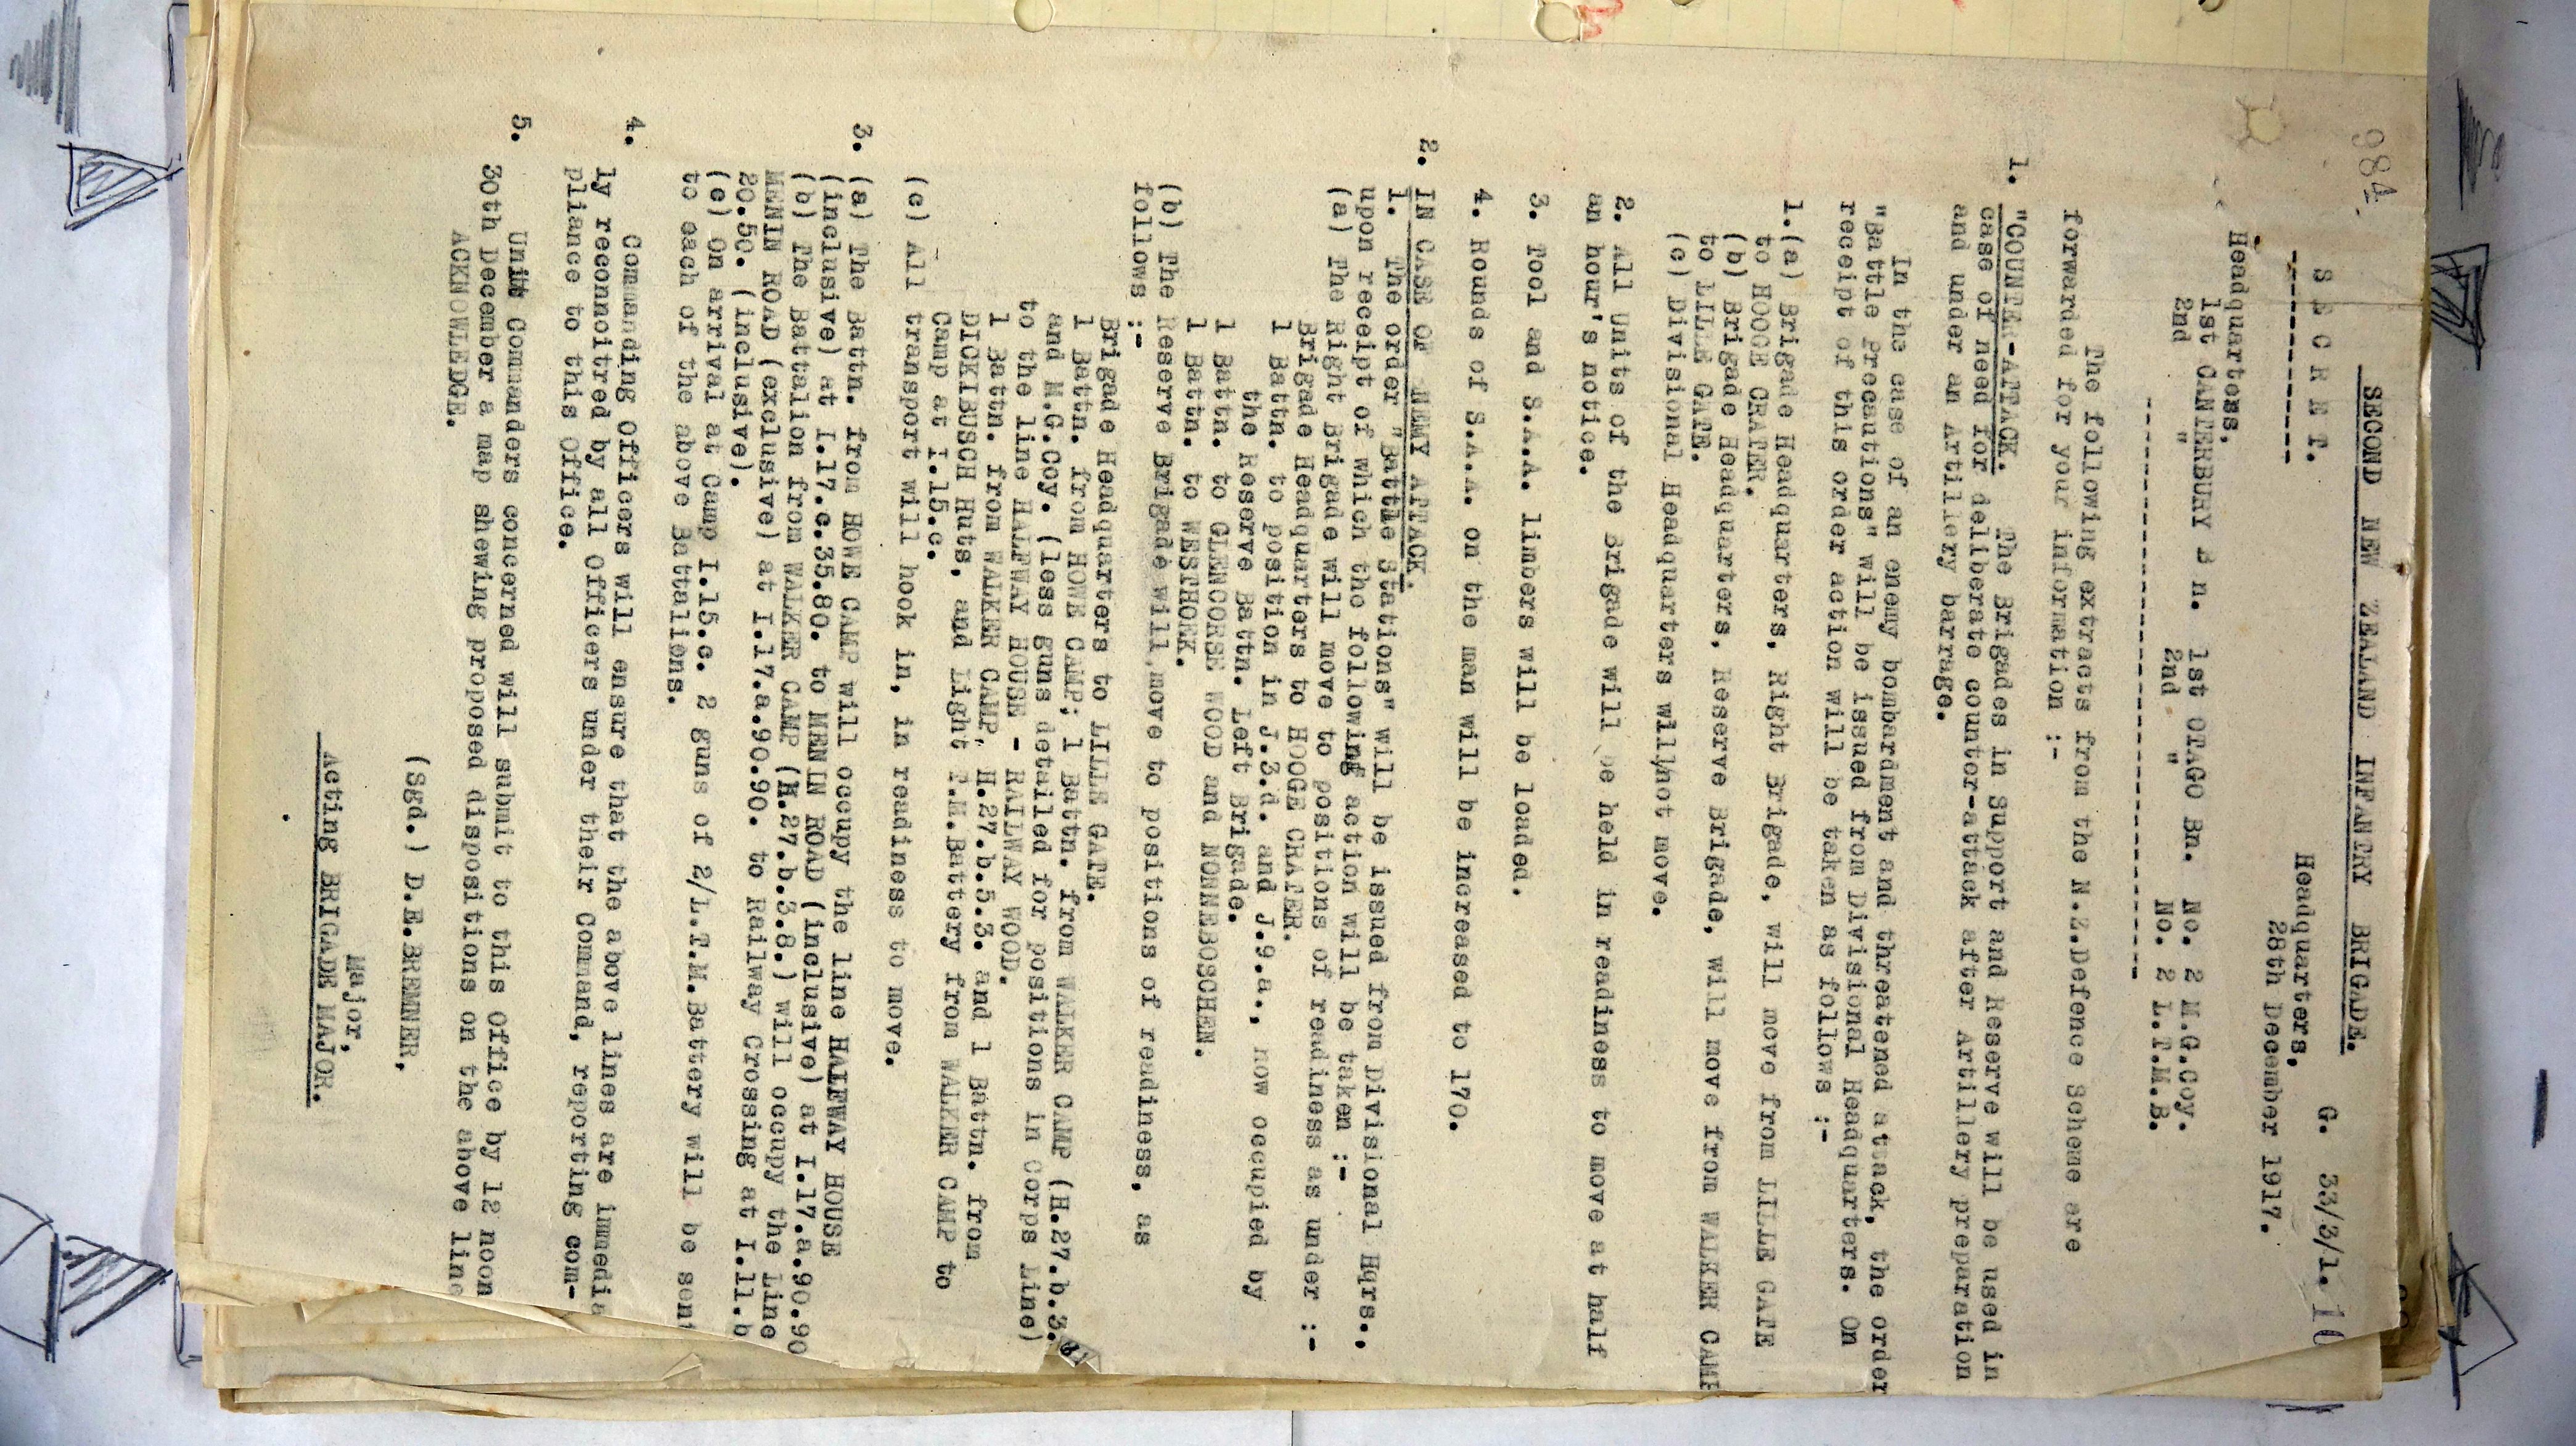 984.
SECOND NEW ZEALAND INFANTRY BRIGADE.
S E C R E T.
G. 33/3/1.
Headquarters,
28th December 1917.
Headquarters,
1st CANTERBURY B n. 1st OTAGO Bn. No. 2 M.G.Coy.
2nd " 2nd " No. 2 L.T.M.B.
The following extracts from the N.Z.Defence Scheme are
forwarded for your information :-
1. "COUNTER-ATTACK. The Brigades in Support and Reserve will be used in
case of need for deliberate counter-attack after Artillery preparation
and under an Artillery barrage.
In the case of an enemy bombardment and threatened attack, the order
"Battle Precautions" will be issued from Divisional Headquarters. On
receipt of this order action will be taken as follows :-
1.(a) Brigade Headquarters, Right Brigade, will move from LILLE GATE
to HOOGE CRATER.
(b) Brigade Headquarters, Reserve Brigade, will move from WALKER CAMP
to LILLE GATE.
(c) Divisional Headquarters will/not move.
2. All Units of the Brigade will be held in readiness to move at half
an hour's notice.
3. Tool and S.A.A. limbers will be loaded.
4. Rounds of S.A.A. on the man will be increased to 170.
2. IN CASE OF ENEMY ATTACK.
1. The order "Battle Stations" will be issued from Divisional Hqrs.,
upon receipt of which the following action will be taken :-
(a) The Right Brigade will move to positions of readiness as under :-
Brigade Headquarters to HOOGE CRATER.
1 Battn. to position in J.3.d. and J.9.a., now occupied by
the Reserve Battn. Left Brigade.
1 Battn. to GLENCORSE WOOD and NONNEBOSCHEN.
1 Battn. to WESTHOEK.
(b) The Reserve Brigade will move to positions of readiness, as
follows :-
Brigade Headquarters to LILLE GATE.
1 Battn. from HOWE CAMP; 1 Battn. from WALKER CAMP (H.27.b.3.8)
and M.G.Coy. (less guns detailed for positions in Corps Line)
to the line HALFWAY HOUSE - RAILWAY WOOD.
1 Battn. from WALKER CAMP, H.27.b.5.3. and 1 Battn. from
DICKIBUSCH Huts, and Light T.M.Battery from WALKER CAMP to
Camp at I.15.c.
(c) All transport will hook in, in readiness to move.
3. (a) The Battn. from HOWE CAMP will occupy the line HALFWAY HOUSE
(inclusive) at I.17.c.35.80. to MENIN ROAD (inclusive) at I.17.a.90.90
(b) The Battalion from WALKER CAMP (H.27.b.3.8.) will occupy the Line
MENIN ROAD (exclusive) at I.17.a.90.90. to Railway Crossing at I.11.b
20.50. (inclusive).
(c) On arrival at Camp I.15.c. 2 guns of 2/L.T.M.Battery will be sent
to each of the above Battalions.
4. Commanding Officers will ensure that the above lines are immedia
ly reconnoitred by all Officers under their Command, reporting com-
pliance to this Office.
5. Unit Commanders concerned will submit to this Office by 12 noon
30th December a map shewing proposed dispositions on the above line
ACKNOWLEDGE.
(Sgd.) D.E.BREMNER,
Major,
Acting BRIGADE MAJOR.